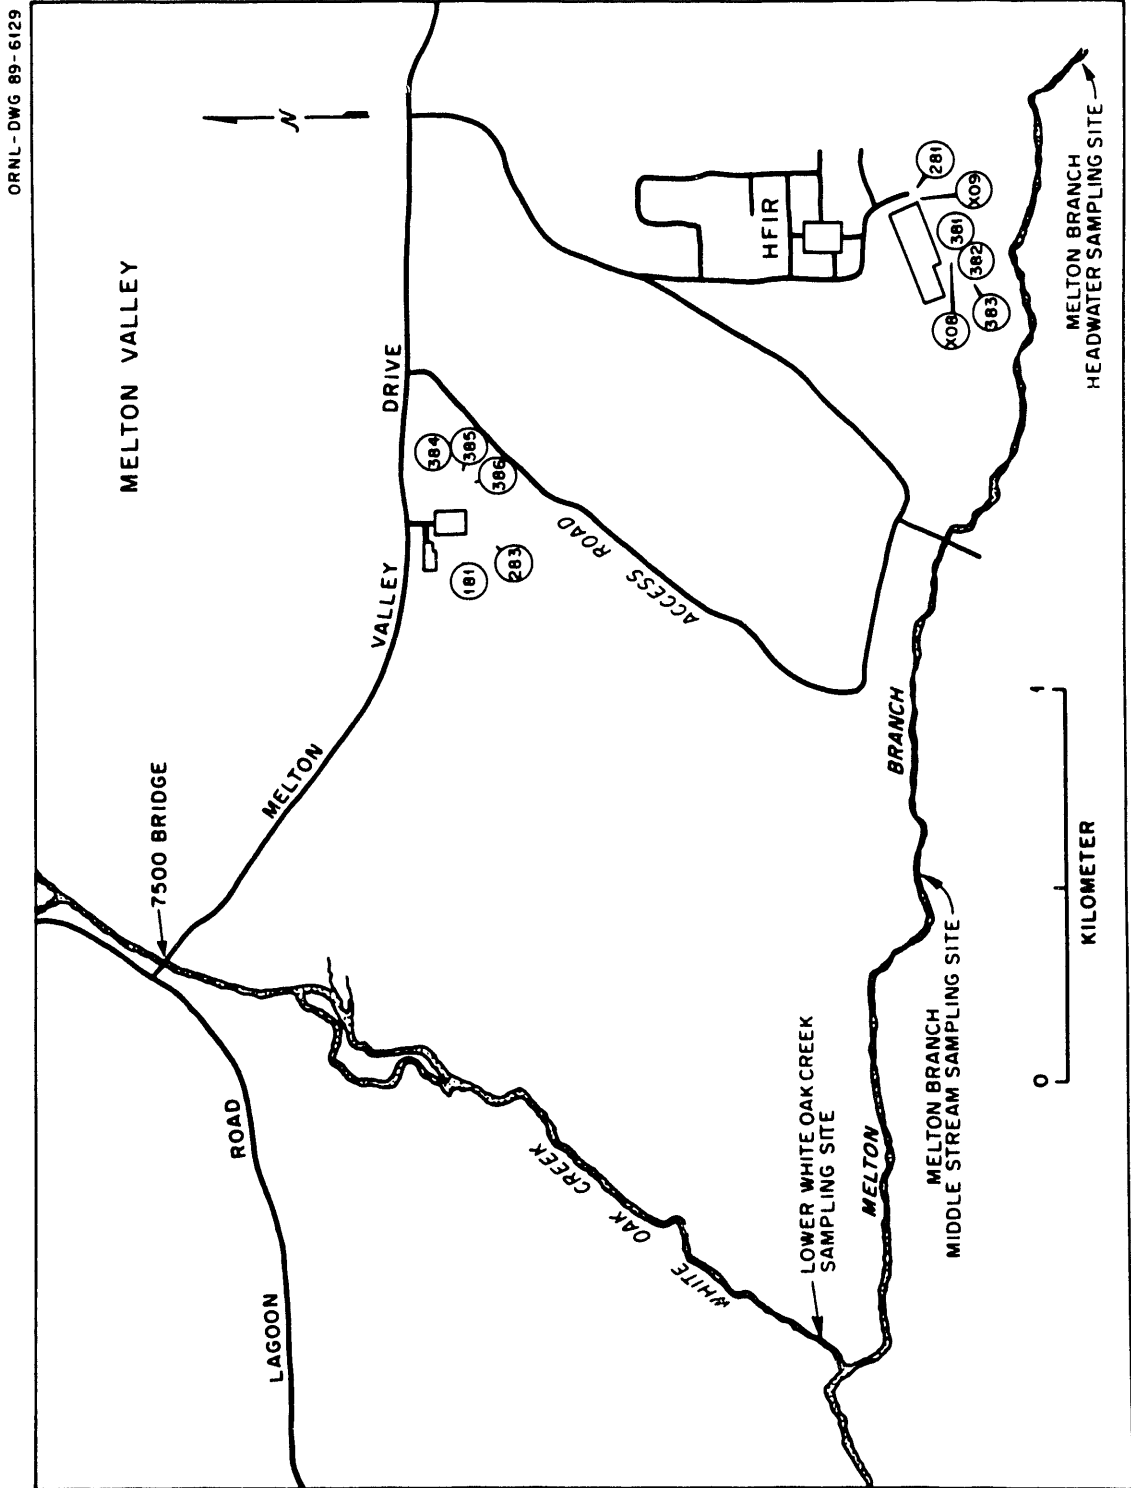 ORNL-DWG 89-6129
MELTON VALLEY
N
7500 BRIDGE
MELTON
VALLEY
DRIVE
LAGOON
ROAD
384
385
386
181
283
ACCESS ROAD
HFIR
281
X09
381
382
383
X08
WHITE OAK CREEK
LOWER WHITE OAK CREEK
SAMPLING SITE
MELTON
BRANCH
MELTON BRANCH
MIDDLE STREAM SAMPLING SITE
MELTON BRANCH
HEADWATER SAMPLING SITE
0
1
KILOMETER